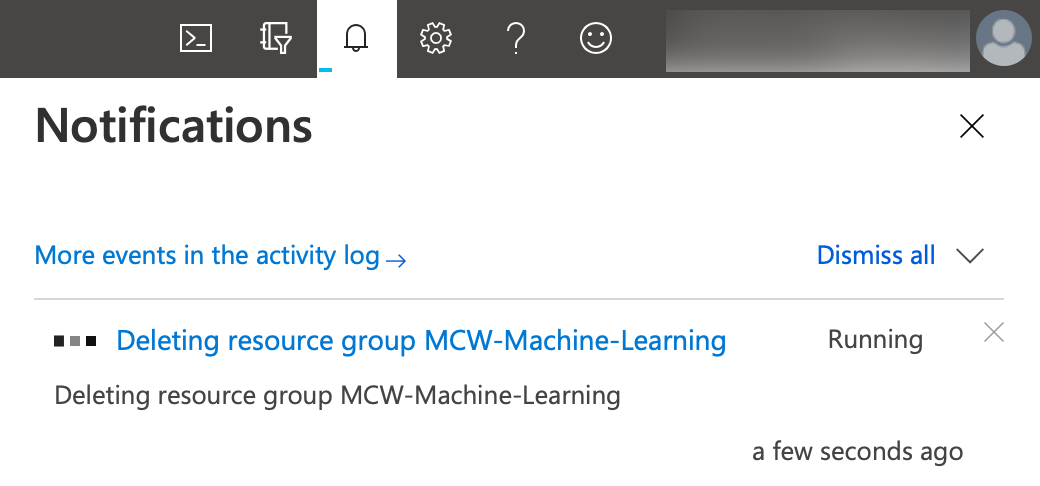 Notifications
More events in the activity log →
Dismiss all
Deleting resource group MCW-Machine-Learning
Running
Deleting resource group MCW-Machine-Learning
a few seconds ago